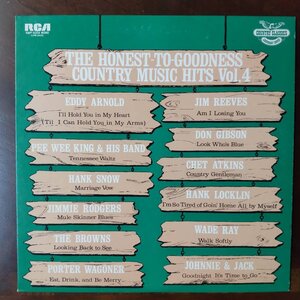 RCA
COUNTRY CLASSICS
THE HONEST-TO-GOODNESS
COUNTRY MUSIC HITS Vol. 4
EDDY ARNOLD
I'll Hold You in My Heart
(Til I Can Hold You in My Arms)
PEE WEE KING & HIS BAND
Tennessee Waltz
HANK SNOW
Marriage Vow
JIMMIE RODGERS
Mule Skinner Blues
THE BROWNS
Looking Back to See
PORTER WAGONER
Eat, Drink, and Be Merry
JIM REEVES
Am I Losing You
DON GIBSON
Look Who's Blue
CHET ATKINS
Country Gentleman
HANK LOCKLIN
I'm So Tired of Goin' Home All by Myself
WADE RAY
Walk Softly
JOHNNIE & JACK
Goodnight "It's Time to Go"